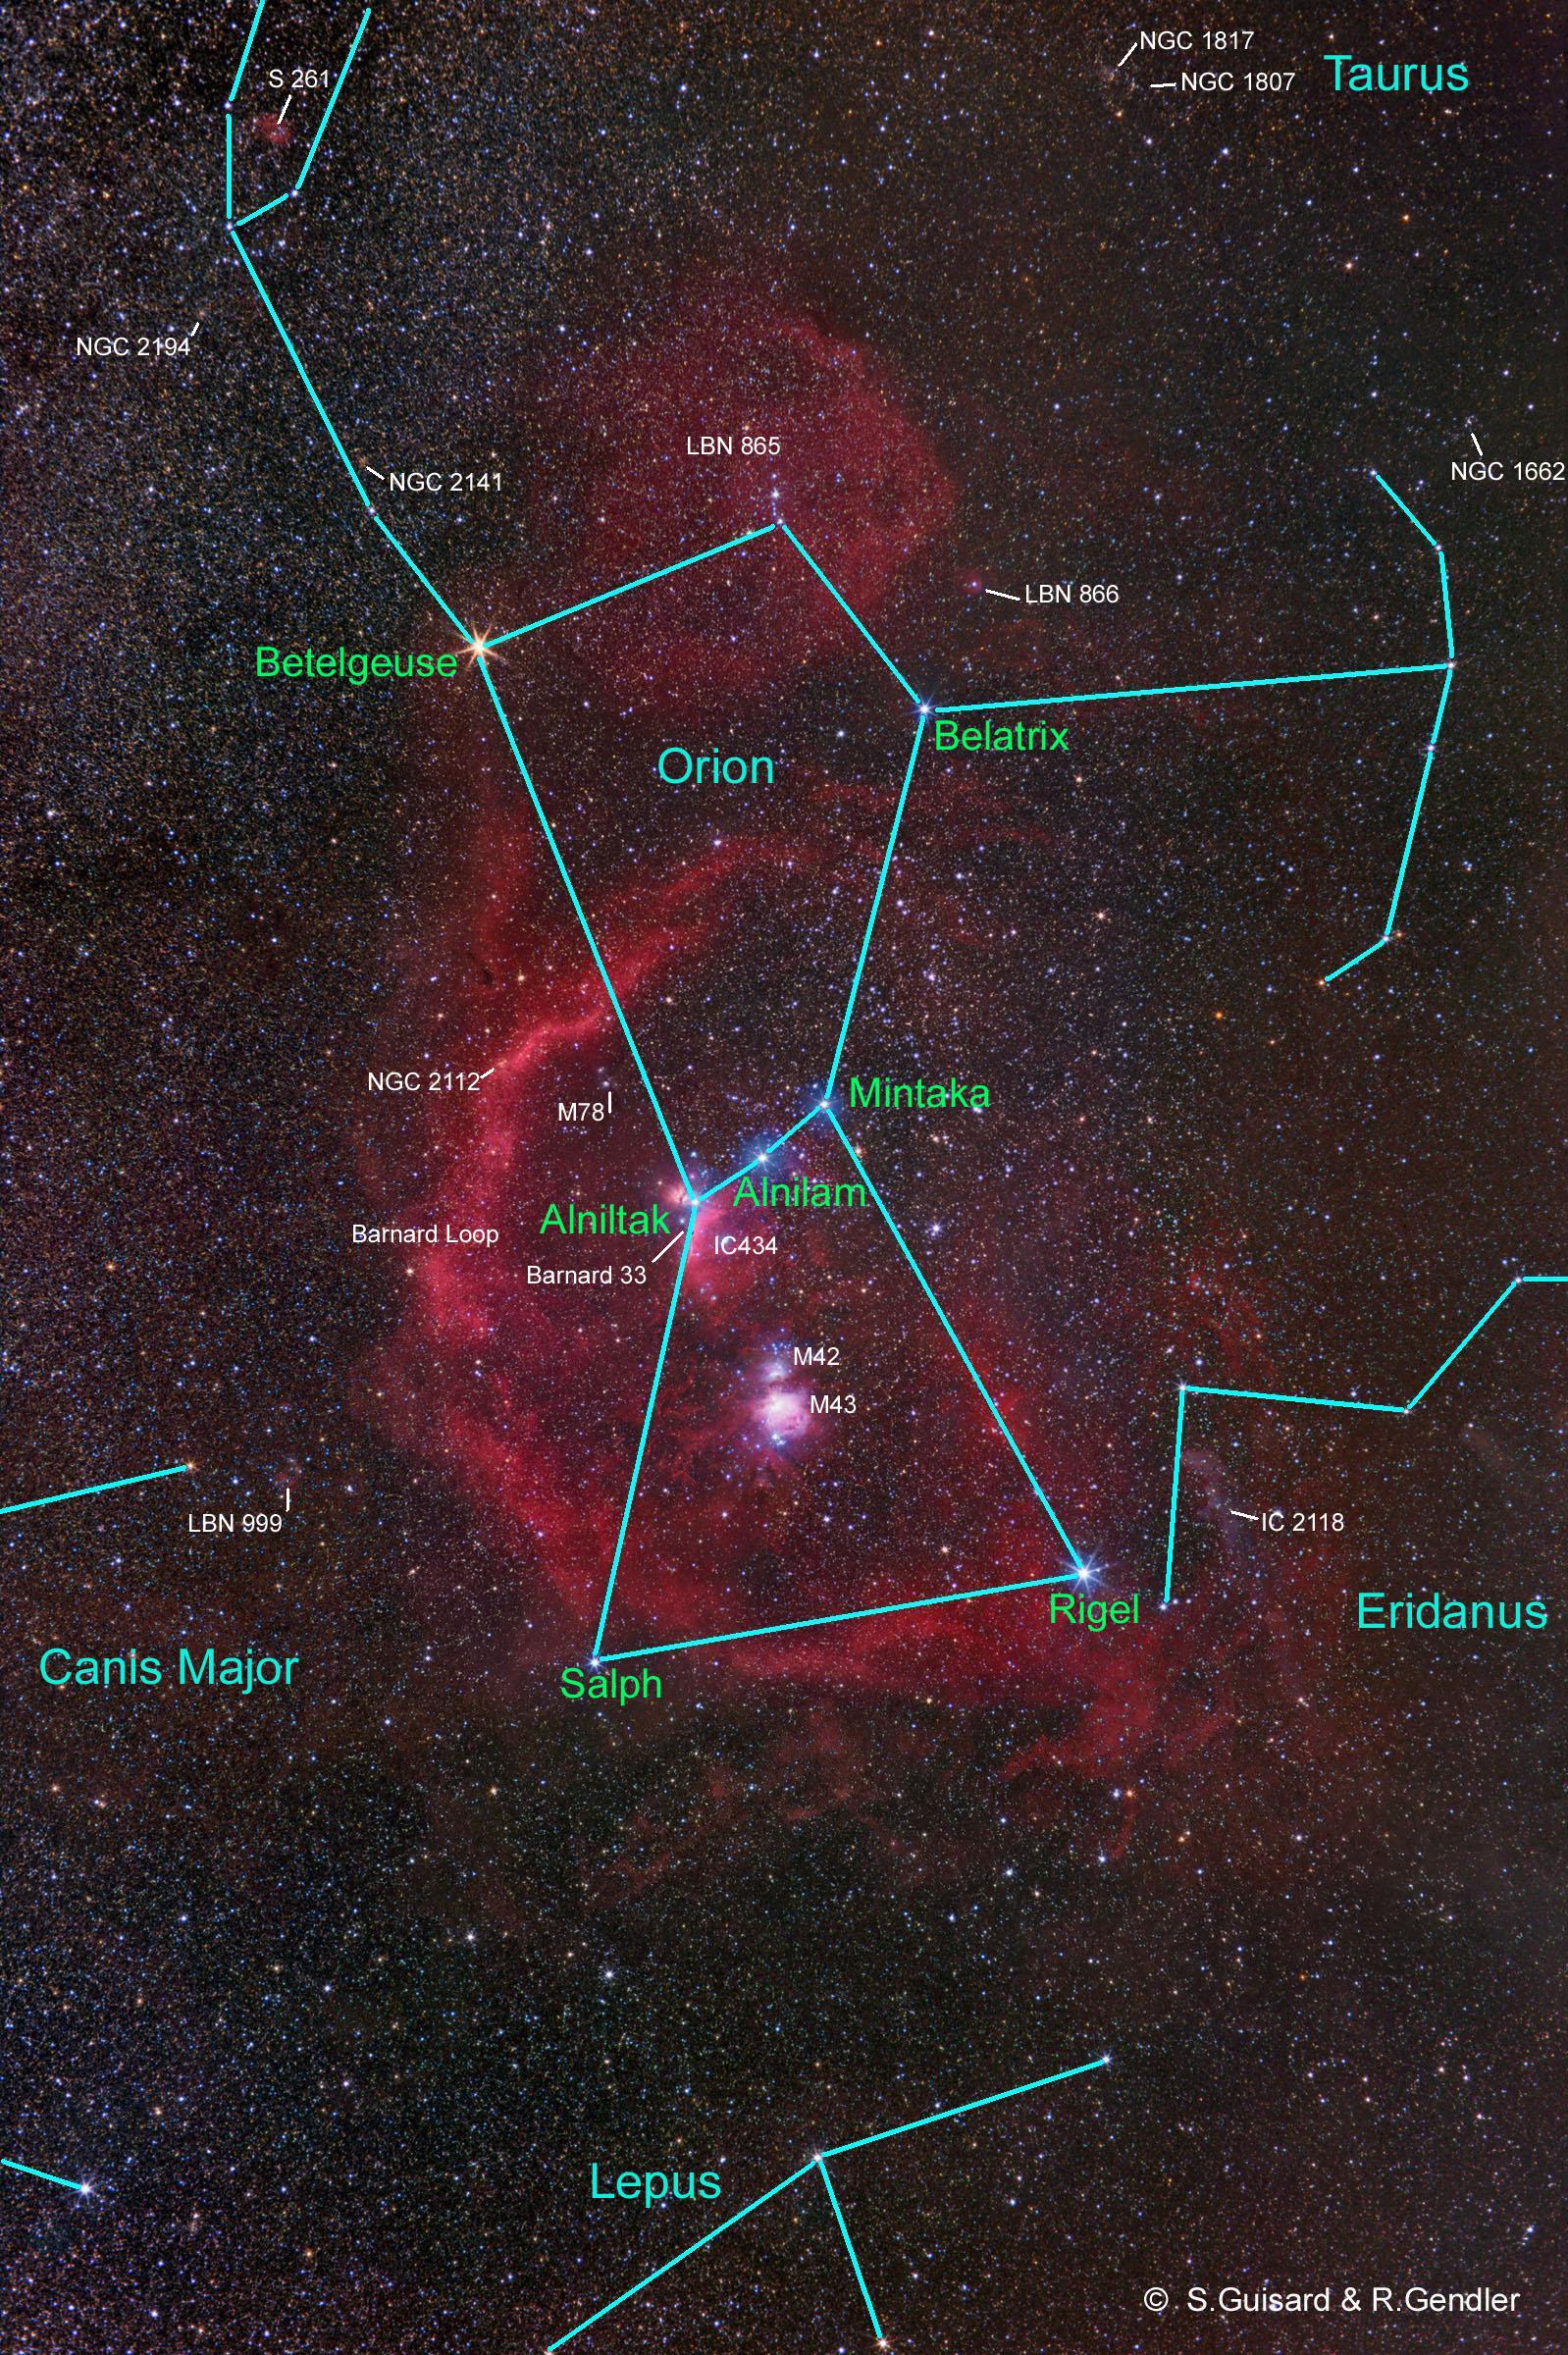 NGC 1817
Taurus
S 261
NGC 1807
NGC 2194
LBN 865
NGC 1662
NGC 2141
LBN 866
Betelgeuse
Belatrix
Orion
NGC 2112
Mintaka
M78
Alnilam
Alniltak
Barnard Loop
IC434
Barnard 33
M42
M43
LBN 999
IC 2118
Rigel
Eridanus
Canis Major
Salph
Lepus
© S.Guisard & R.Gendler